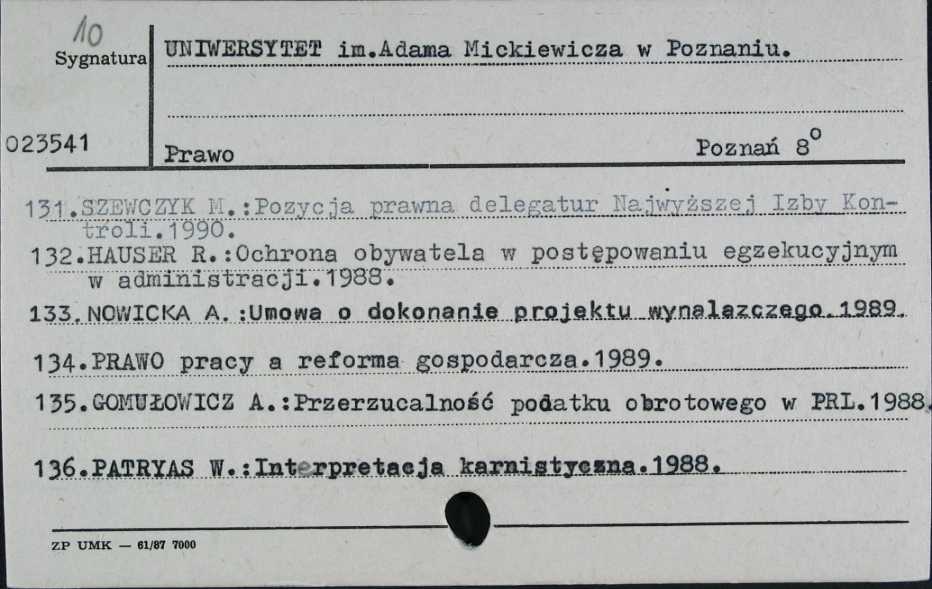 10
Sygnatura
UNIWERSYTET im.Adama Mickiewicza w Poznaniu.
023541
Prawo Poznań 8°
131.SZEWCZYK M.:Pozycja prawna delegatur Najwyższej Izby Kon-
troli.1990.
132.HAUSER R.:Ochrona obywatela w postępowaniu egzekucyjnym
w administracji.1988.
133.NOWICKA A.:Umowa o dokonanie projektu wynalazczego.1989.
134.PRAWO pracy a reforma gospodarcza.1989.
135.GOMUŁOWICZ A.:Przerzucalność podatku obrotowego w PRL.1988.
136.PATRYAS W.:Interpretacja karnistyczna.1988.
ZP UMK — 61/87 7000